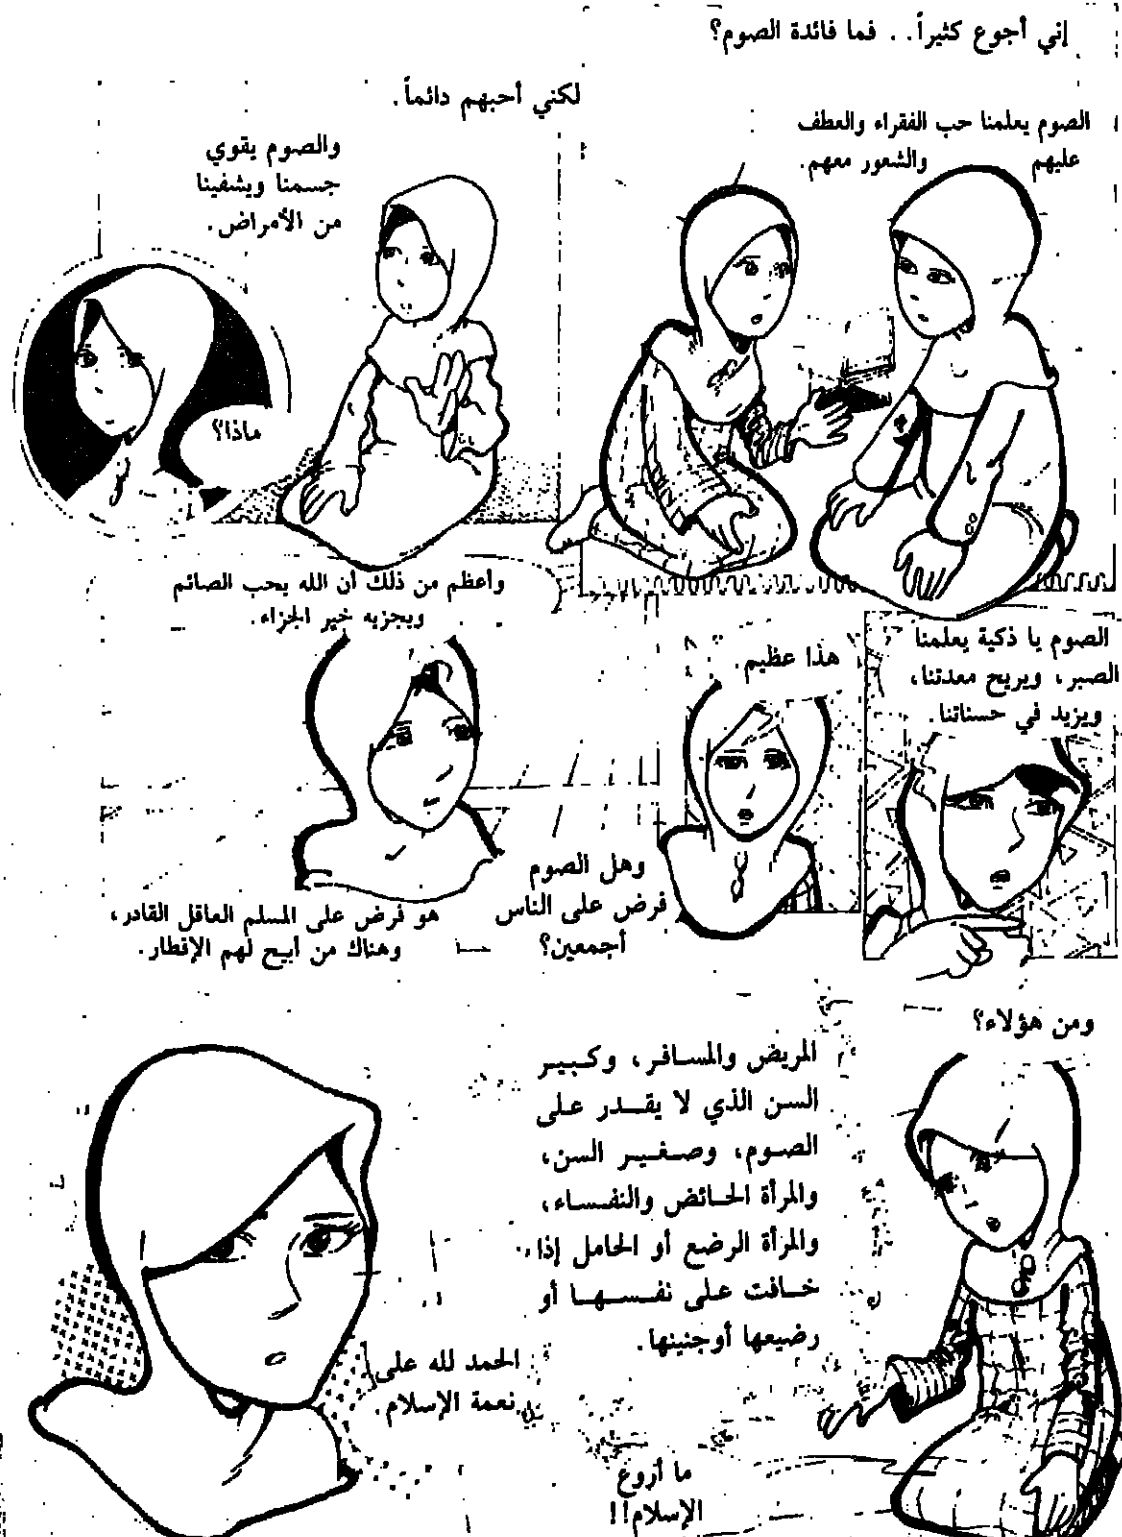 إني أجوع كثيراً.. فما فائدة الصوم؟
الصوم يعلمنا حب الفقراء والعطف
عليهم والشعور معهم.
لكني أحبهم دائماً.
والصوم يقوي
جسمنا ويشفينا
من الأمراض.
ماذا؟
الصوم يا ذكية يعلمنا
الصبر، ويريح معدتنا،
ويزيد في حسناتنا.
هذا عظيم.
وأعظم من ذلك أن الله يحب الصائم
ويجزيه خير الجزاء.
وهل الصوم
فرض على الناس
أجمعين؟
هو فرض على المسلم العاقل القادر،
وهناك من أبيح لهم الإفطار.
ومن هؤلاء؟
المريض والمسافر، وكبير
السن الذي لا يقدر على
الصوم، وصغير السن،
والمرأة الحائض والنفساء،
والمرأة الرضع أو الحامل إذا
خافت على نفسها أو
رضيعها أوجنينها.
الحمد لله على
نعمة الإسلام.
ما أروع
الإسلام!!